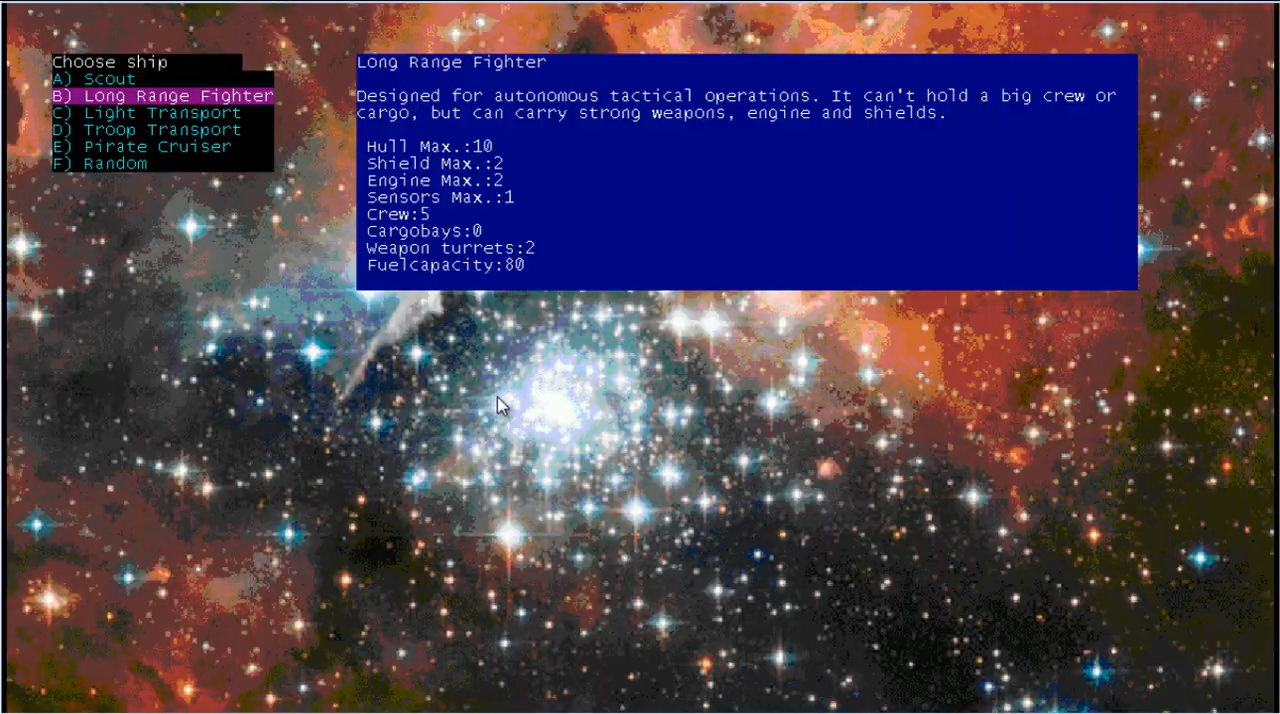 Choose ship
A) Scout
B) Long Range Fighter
C) Light Transport
D) Troop Transport
E) Pirate Cruiser
F) Random
Long Range Fighter
Designed for autonomous tactical operations. It can't hold a big crew or
cargo, but can carry strong weapons, engine and shields.
Hull Max.:10
Shield Max.:2
Engine Max.:2
Sensors Max.:1
Crew:5
Cargobays:0
Weapon turrets:2
Fuelcapacity:80